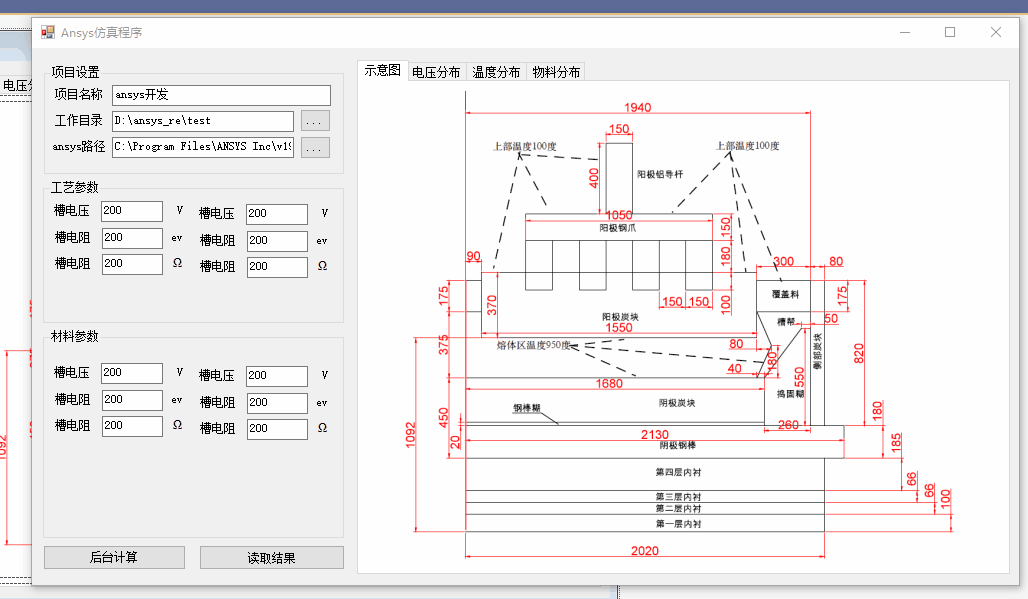 Ansys仿真程序
电压分
项目设置
项目名称 ansys开发
工作目录 D:\ansys_re\test ...
ansys路径 C:\Program Files\ANSYS Inc\v19 ...
工艺参数
槽电压 200 V 槽电压 200 V
槽电阻 200 ev 槽电阻 200 ev
槽电阻 200 Ω 槽电阻 200 Ω
材料参数
槽电压 200 V 槽电压 200 V
槽电阻 200 ev 槽电阻 200 ev
槽电阻 200 Ω 槽电阻 200 Ω
后台计算 读取结果
示意图 电压分布 温度分布 物料分布
1940
150
上部温度100度
上部温度100度
400
阳极铝导杆
1050
150
阳极钢爪
180
90
300
80
175
370
150
150
100
覆盖料
175
阳极炭块
槽帮
50
1550
375
熔体区温度950度
80
180
侧部炭块
820
40
1680
550
阴极炭块
捣固糊
钢棒糊
450
180
260
1092
20
2130
阴极钢棒
185
第四层内衬
66
第三层内衬
66
第二层内衬
100
第一层内衬
2020
1092